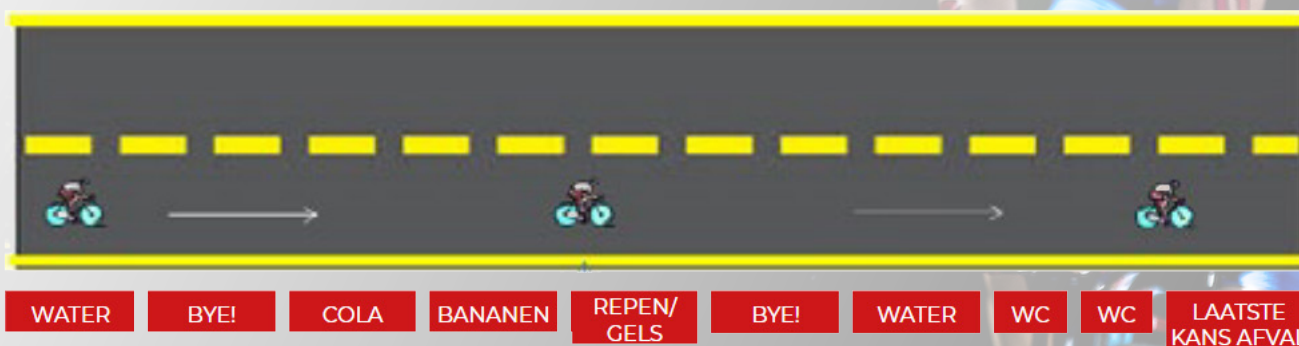 WATER
BYE!
COLA
BANANEN
REPEN/
GELS
BYE!
WATER
WC
WC
LAATSTE
KANS AFVAL